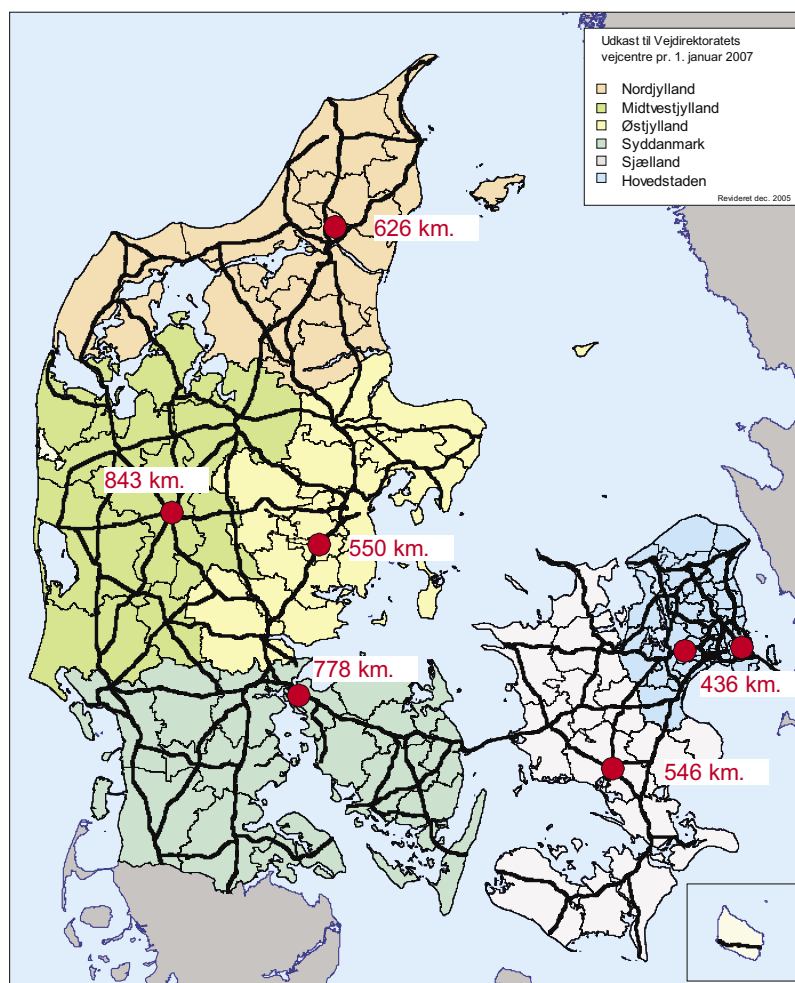 Udkast til Vejdirektoratets
vejcentre pr. 1. januar 2007
Nordjylland
Midtvestjylland
Østjylland
Syddanmark
Sjælland
Hovedstaden
Revideret dec. 2005
626 km.
843 km.
550 km.
778 km.
436 km.
546 km.